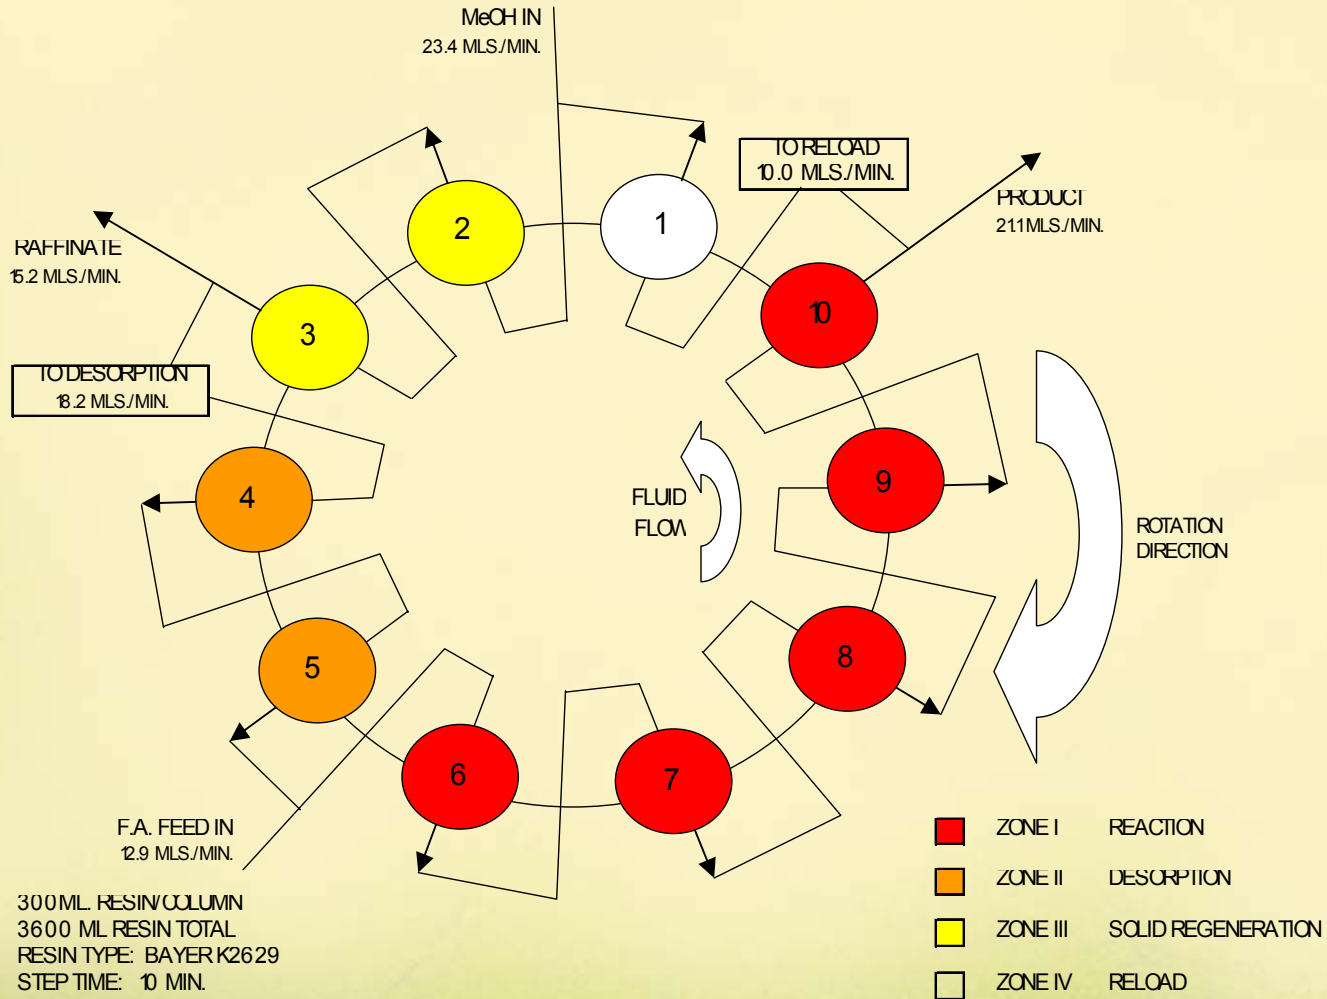 MeOH IN
23.4 MLS./MIN.
TO RELOAD
10.0 MLS./MIN.
PRODUCT
21.1 MLS./MIN.
RAFFINATE
15.2 MLS./MIN.
TO DESORPTION
18.2 MLS./MIN.
1
2
3
4
5
6
7
8
9
10
FLUID
FLOW
ROTATION
DIRECTION
F.A. FEED IN
12.9 MLS./MIN.
300 ML. RESIN/COLUMN
3600 ML RESIN TOTAL
RESIN TYPE: BAYER K2629
STEP TIME: 10 MIN.
ZONE I REACTION
ZONE II DESORPTION
ZONE III SOLID REGENERATION
ZONE IV RELOAD